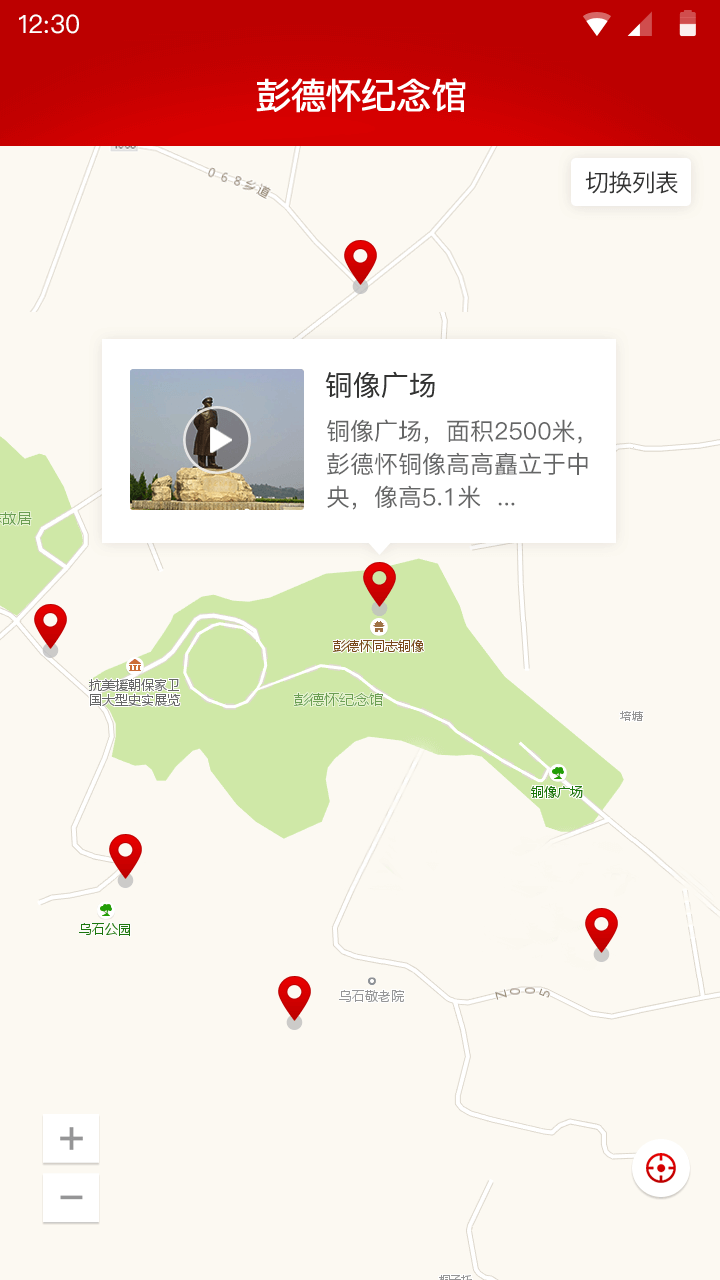 12:30
彭德怀纪念馆
切换列表
068乡道
铜像广场
铜像广场，面积2500米，
彭德怀铜像高高矗立于中
央，像高5.1米 ...
故居
彭德怀同志铜像
抗美援朝保家卫
国大型史实展览
彭德怀纪念馆
培塘
铜像广场
乌石公园
乌石敬老院
N005